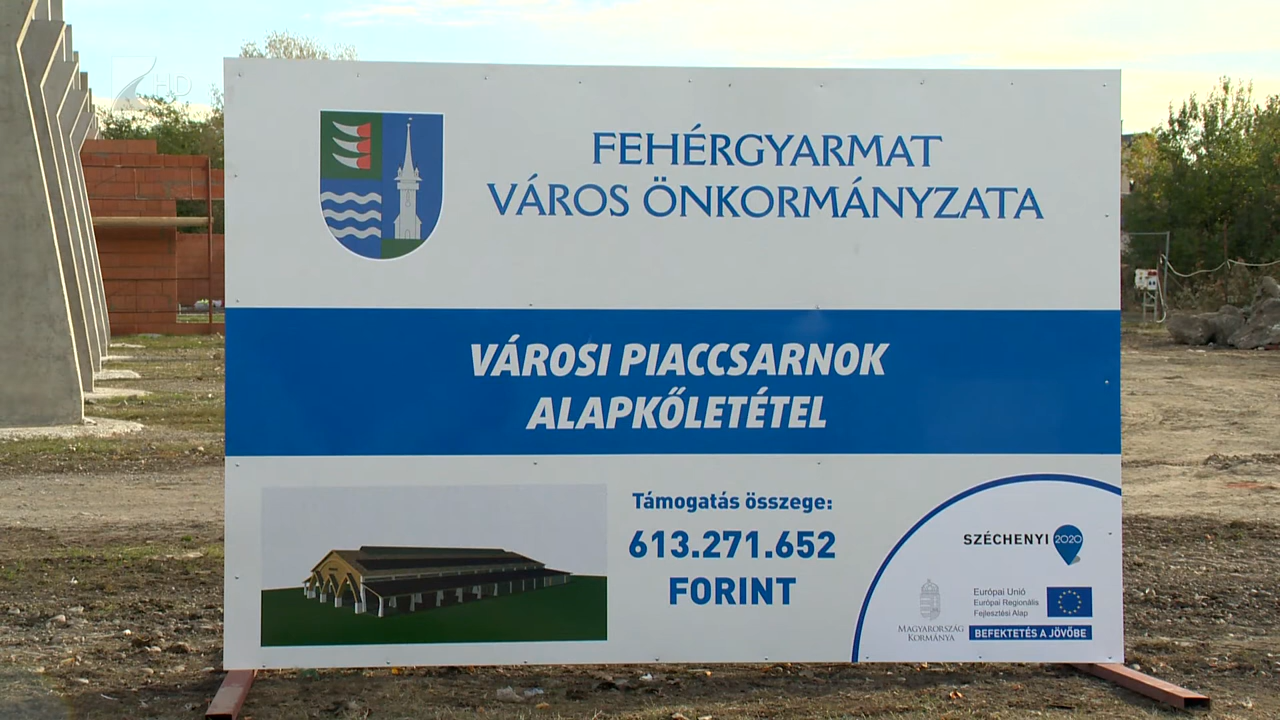 HD
FEHÉRGYARMAT
VÁROS ÖNKORMÁNYZATA
VÁROSI PIACCSARNOK
ALAPKŐLETÉTEL
Támogatás összege:
613.271.652
FORINT
SZÉCHENYI 2020
MAGYARORSZÁG
KORMÁNYA
Európai Unió
Európai Regionális
Fejlesztési Alap
BEFEKTETÉS A JÖVŐBE